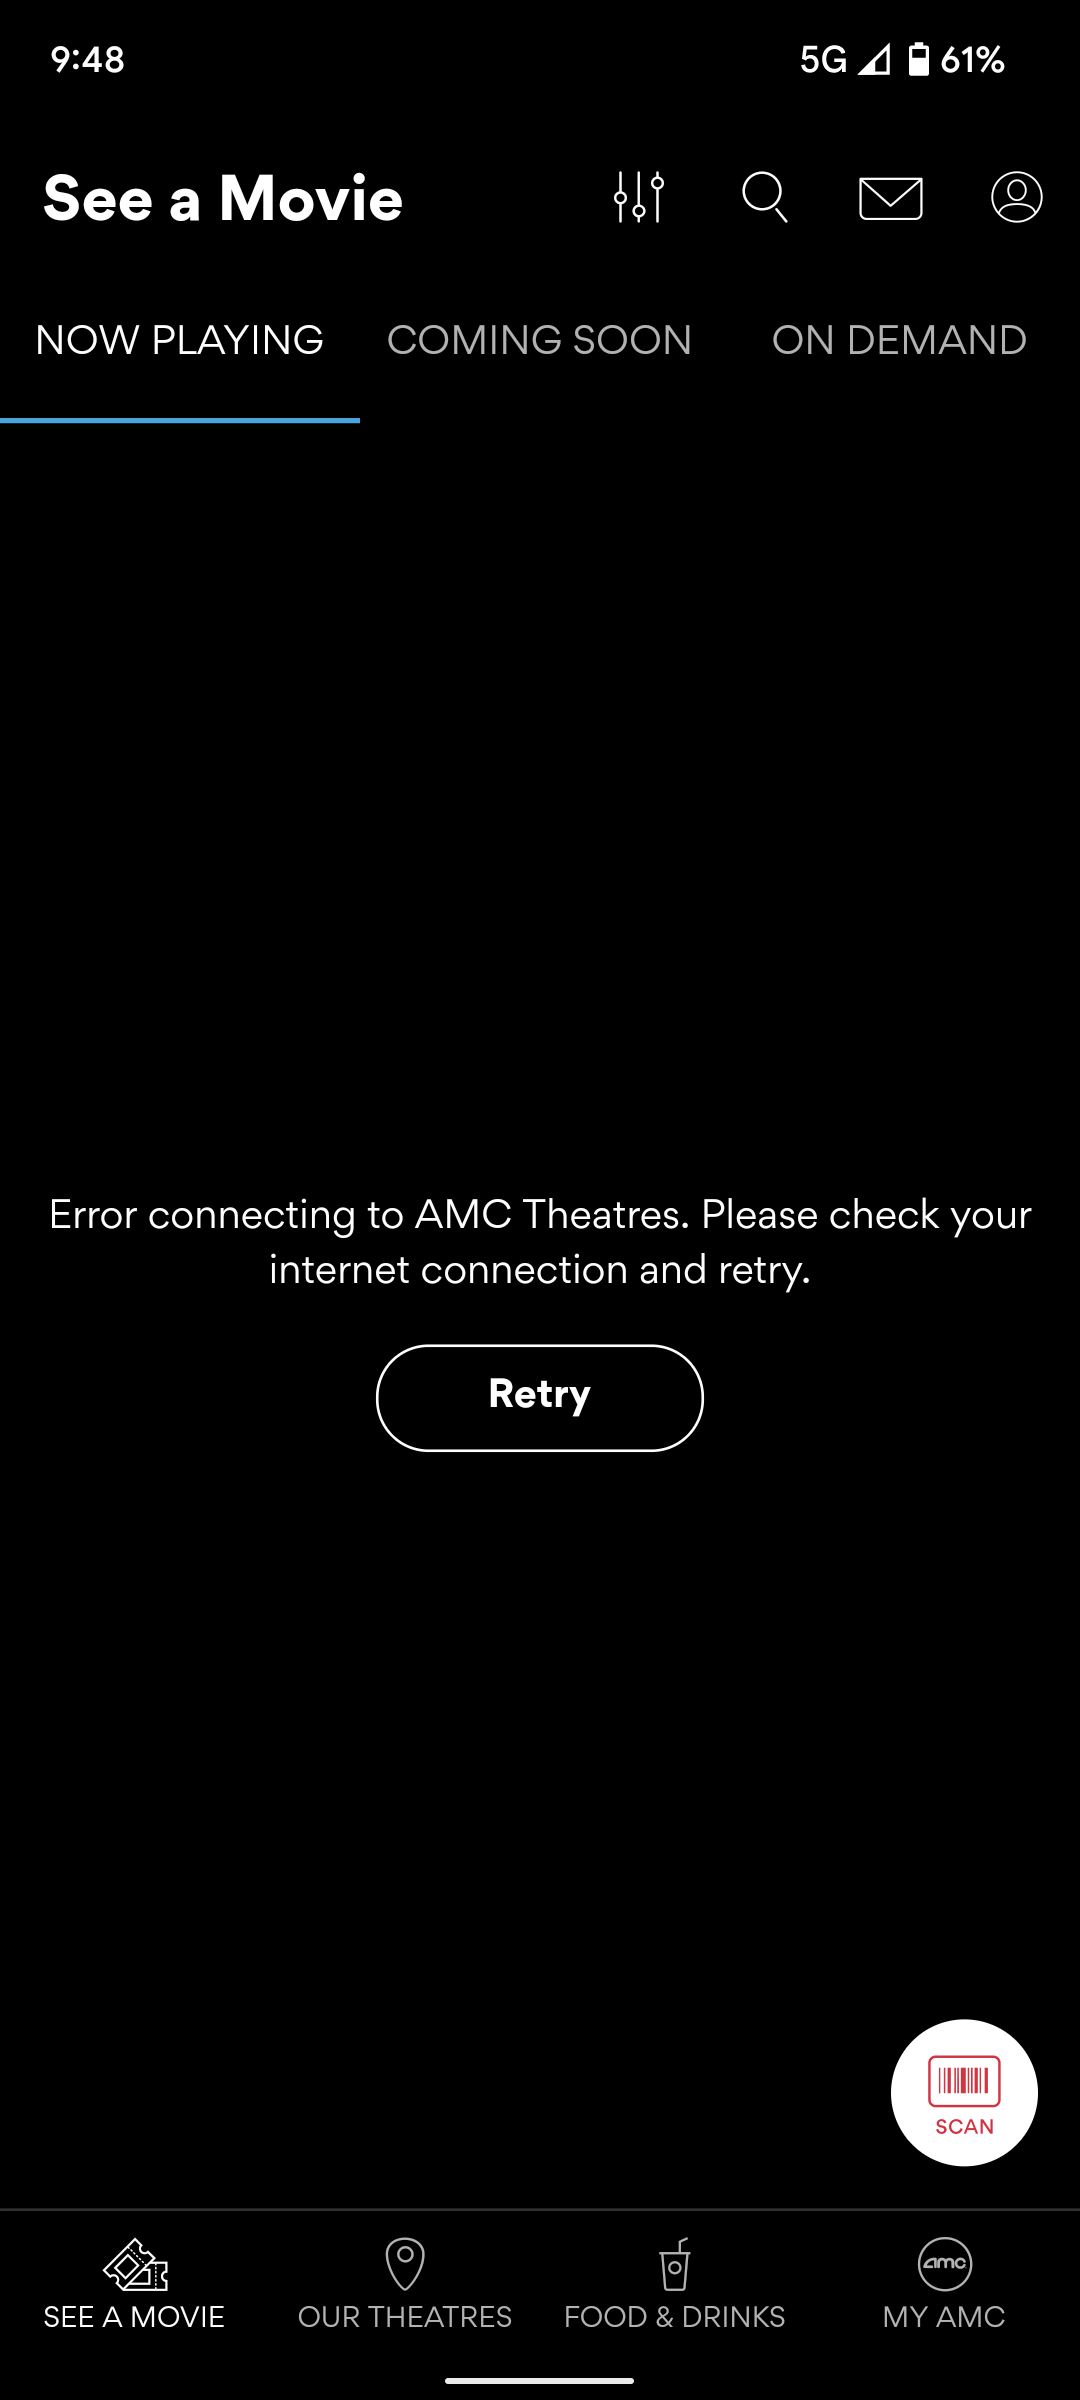 9:48
5G 61%
See a Movie
NOW PLAYING
COMING SOON
ON DEMAND
Error connecting to AMC Theatres. Please check your
internet connection and retry.
Retry
SCAN
amc
SEE A MOVIE
OUR THEATRES
FOOD & DRINKS
MY AMC